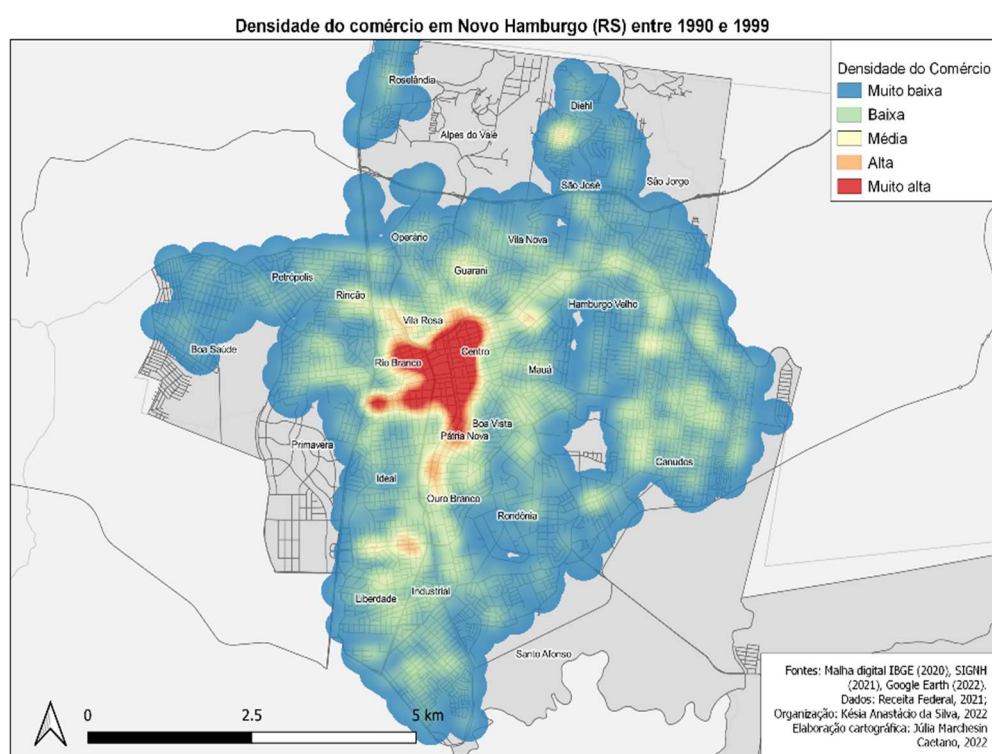 Densidade do comércio em Novo Hamburgo (RS) entre 1990 e 1999
Densidade do Comércio
Muito baixa
Baixa
Média
Alta
Muito alta
Roselândia
Diehl
Alpes do Vale
São José
São Jorge
Operário
Vila Nova
Guarani
Petrópolis
Rincão
Hamburgo Velho
Vila Rosa
Boa Saúde
Centro
Rio Branco
Mauá
Boa Vista
Pátria Nova
Primavera
Canudos
Ideal
Ouro Branco
Rondônia
Industrial
Liberdade
Santo Afonso
0 2.5 5 km
Fontes: Malha digital IBGE (2020), SIGNH
(2021), Google Earth (2022).
Dados: Receita Federal, 2021;
Organização: Késia Anastácio da Silva, 2022
Elaboração cartográfica: Júlia Marchesin
Caetano, 2022